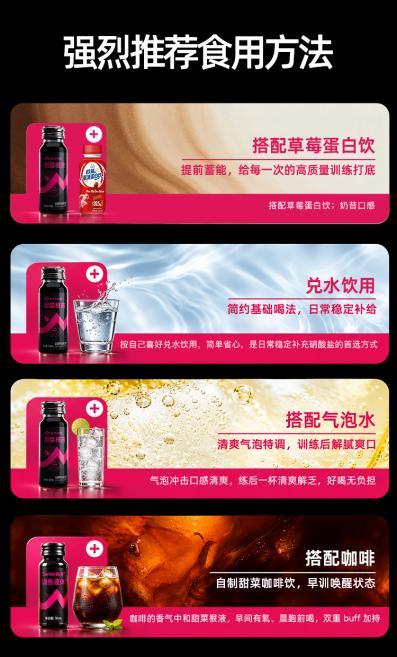 强烈推荐食用方法
搭配草莓蛋白饮
提前蓄能，给每一次的高质量训练打底
搭配草莓蛋白饮；奶昔口感
兑水饮用
简约基础喝法，日常稳定补给
按自己喜好兑水饮用，简单省心，是日常稳定补充硝酸盐的首选方式
搭配气泡水
清爽气泡特调，训练后解腻爽口
气泡冲击口感清爽，练后一杯清爽解乏，好喝无负担
搭配咖啡
自制甜菜咖啡饮，早训唤醒状态
咖啡的香气中和甜菜根液，早间有氧、晨跑前喝，双重 buff 加持